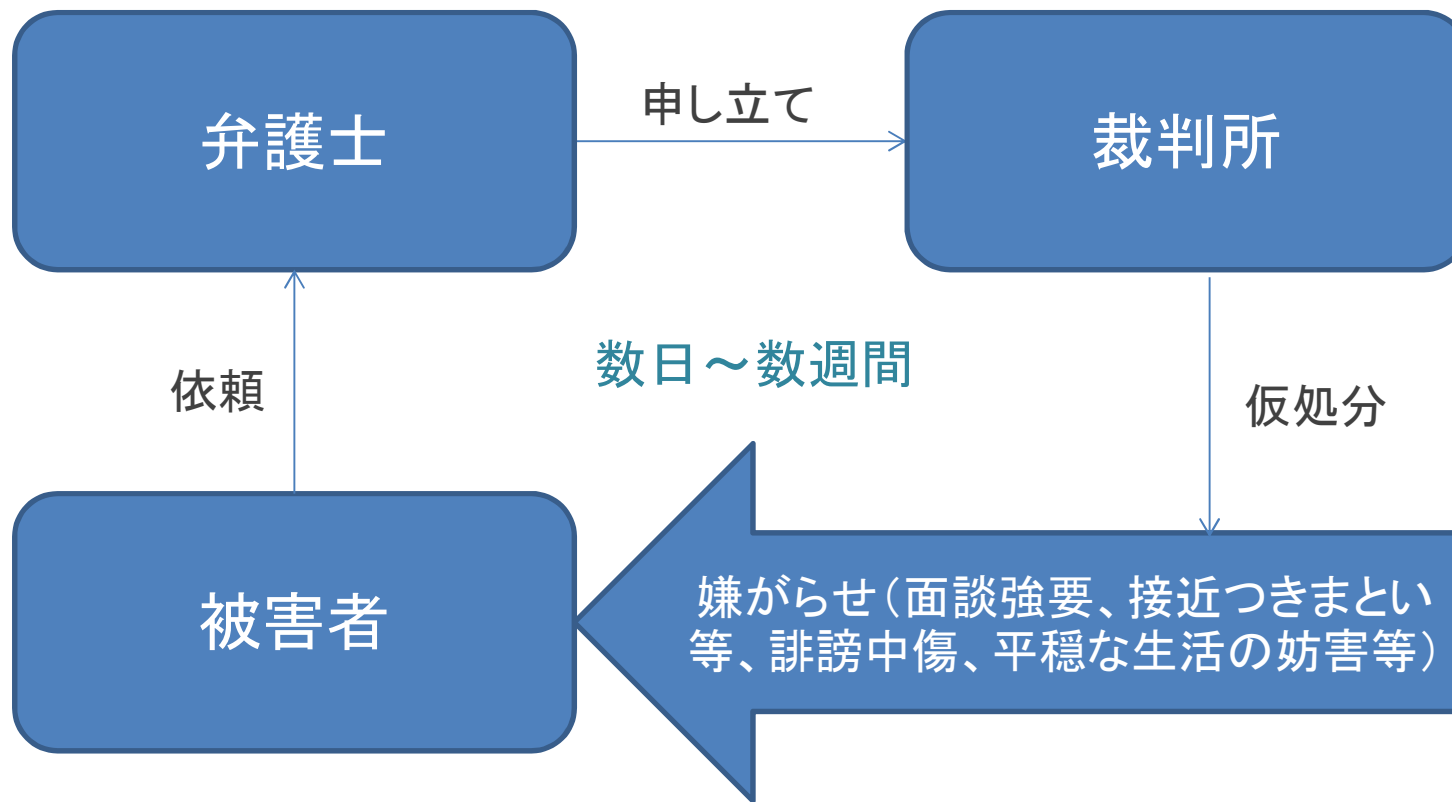 弁護士
申し立て
裁判所
依頼
数日～数週間
仮処分
被害者
嫌がらせ（面談強要、接近つきまとい
等、誹謗中傷、平穏な生活の妨害等）